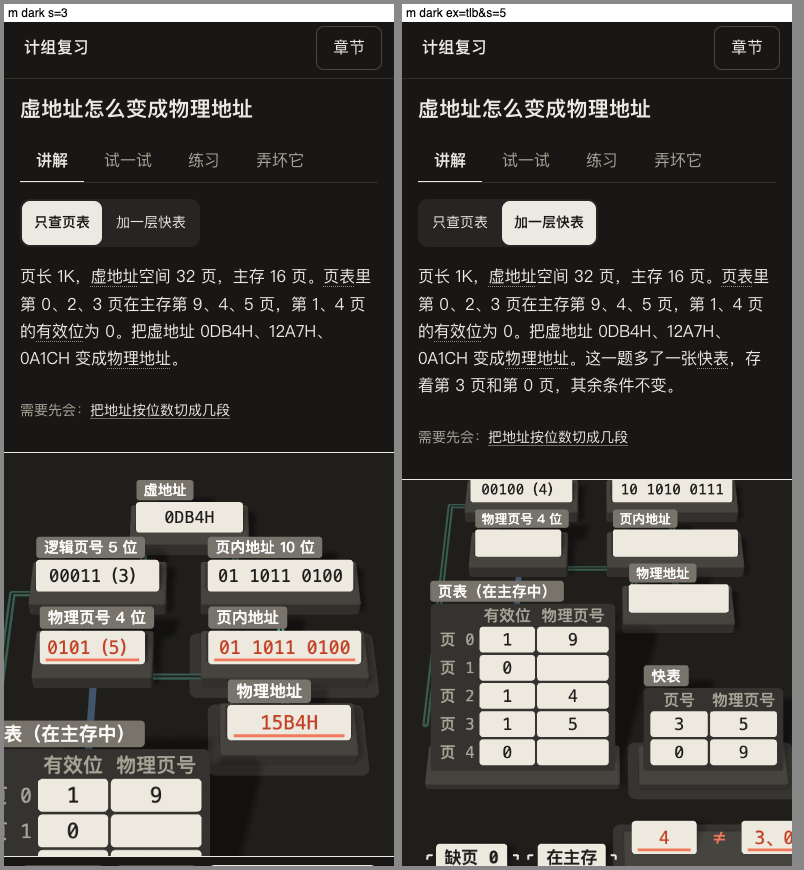 m dark s=3
计组复习
章节
虚地址怎么变成物理地址
讲解 试一试 练习 弄坏它
只查页表 加一层快表
页长 1K，虚地址空间 32 页，主存 16 页。页表里
第 0、2、3 页在主存第 9、4、5 页，第 1、4 页
的有效位为 0。把虚地址 0DB4H、12A7H、
0A1CH 变成物理地址。
需要先会： 把地址按位数切成几段
虚地址
0DB4H
逻辑页号 5 位 页内地址 10 位
00011 (3) 01 1011 0100
物理页号 4 位 页内地址
0101 (5) 01 1011 0100
物理地址
15B4H
表（在主存中）
有效位 物理页号
0 1 9
1 0
m dark ex=tlb&s=5
计组复习
章节
虚地址怎么变成物理地址
讲解 试一试 练习 弄坏它
只查页表 加一层快表
页长 1K，虚地址空间 32 页，主存 16 页。页表里
第 0、2、3 页在主存第 9、4、5 页，第 1、4 页
的有效位为 0。把虚地址 0DB4H、12A7H、
0A1CH 变成物理地址。这一题多了一张快表，存
着第 3 页和第 0 页，其余条件不变。
需要先会： 把地址按位数切成几段
00100 (4) 10 1010 0111
物理页号 4 位 页内地址
物理地址
页表（在主存中）
有效位 物理页号
页 0 1 9
页 1 0
页 2 1 4
页 3 1 5
页 4 0
快表
页号 物理页号
3 5
0 9
4 ≠ 3、0
缺页 0 在主存